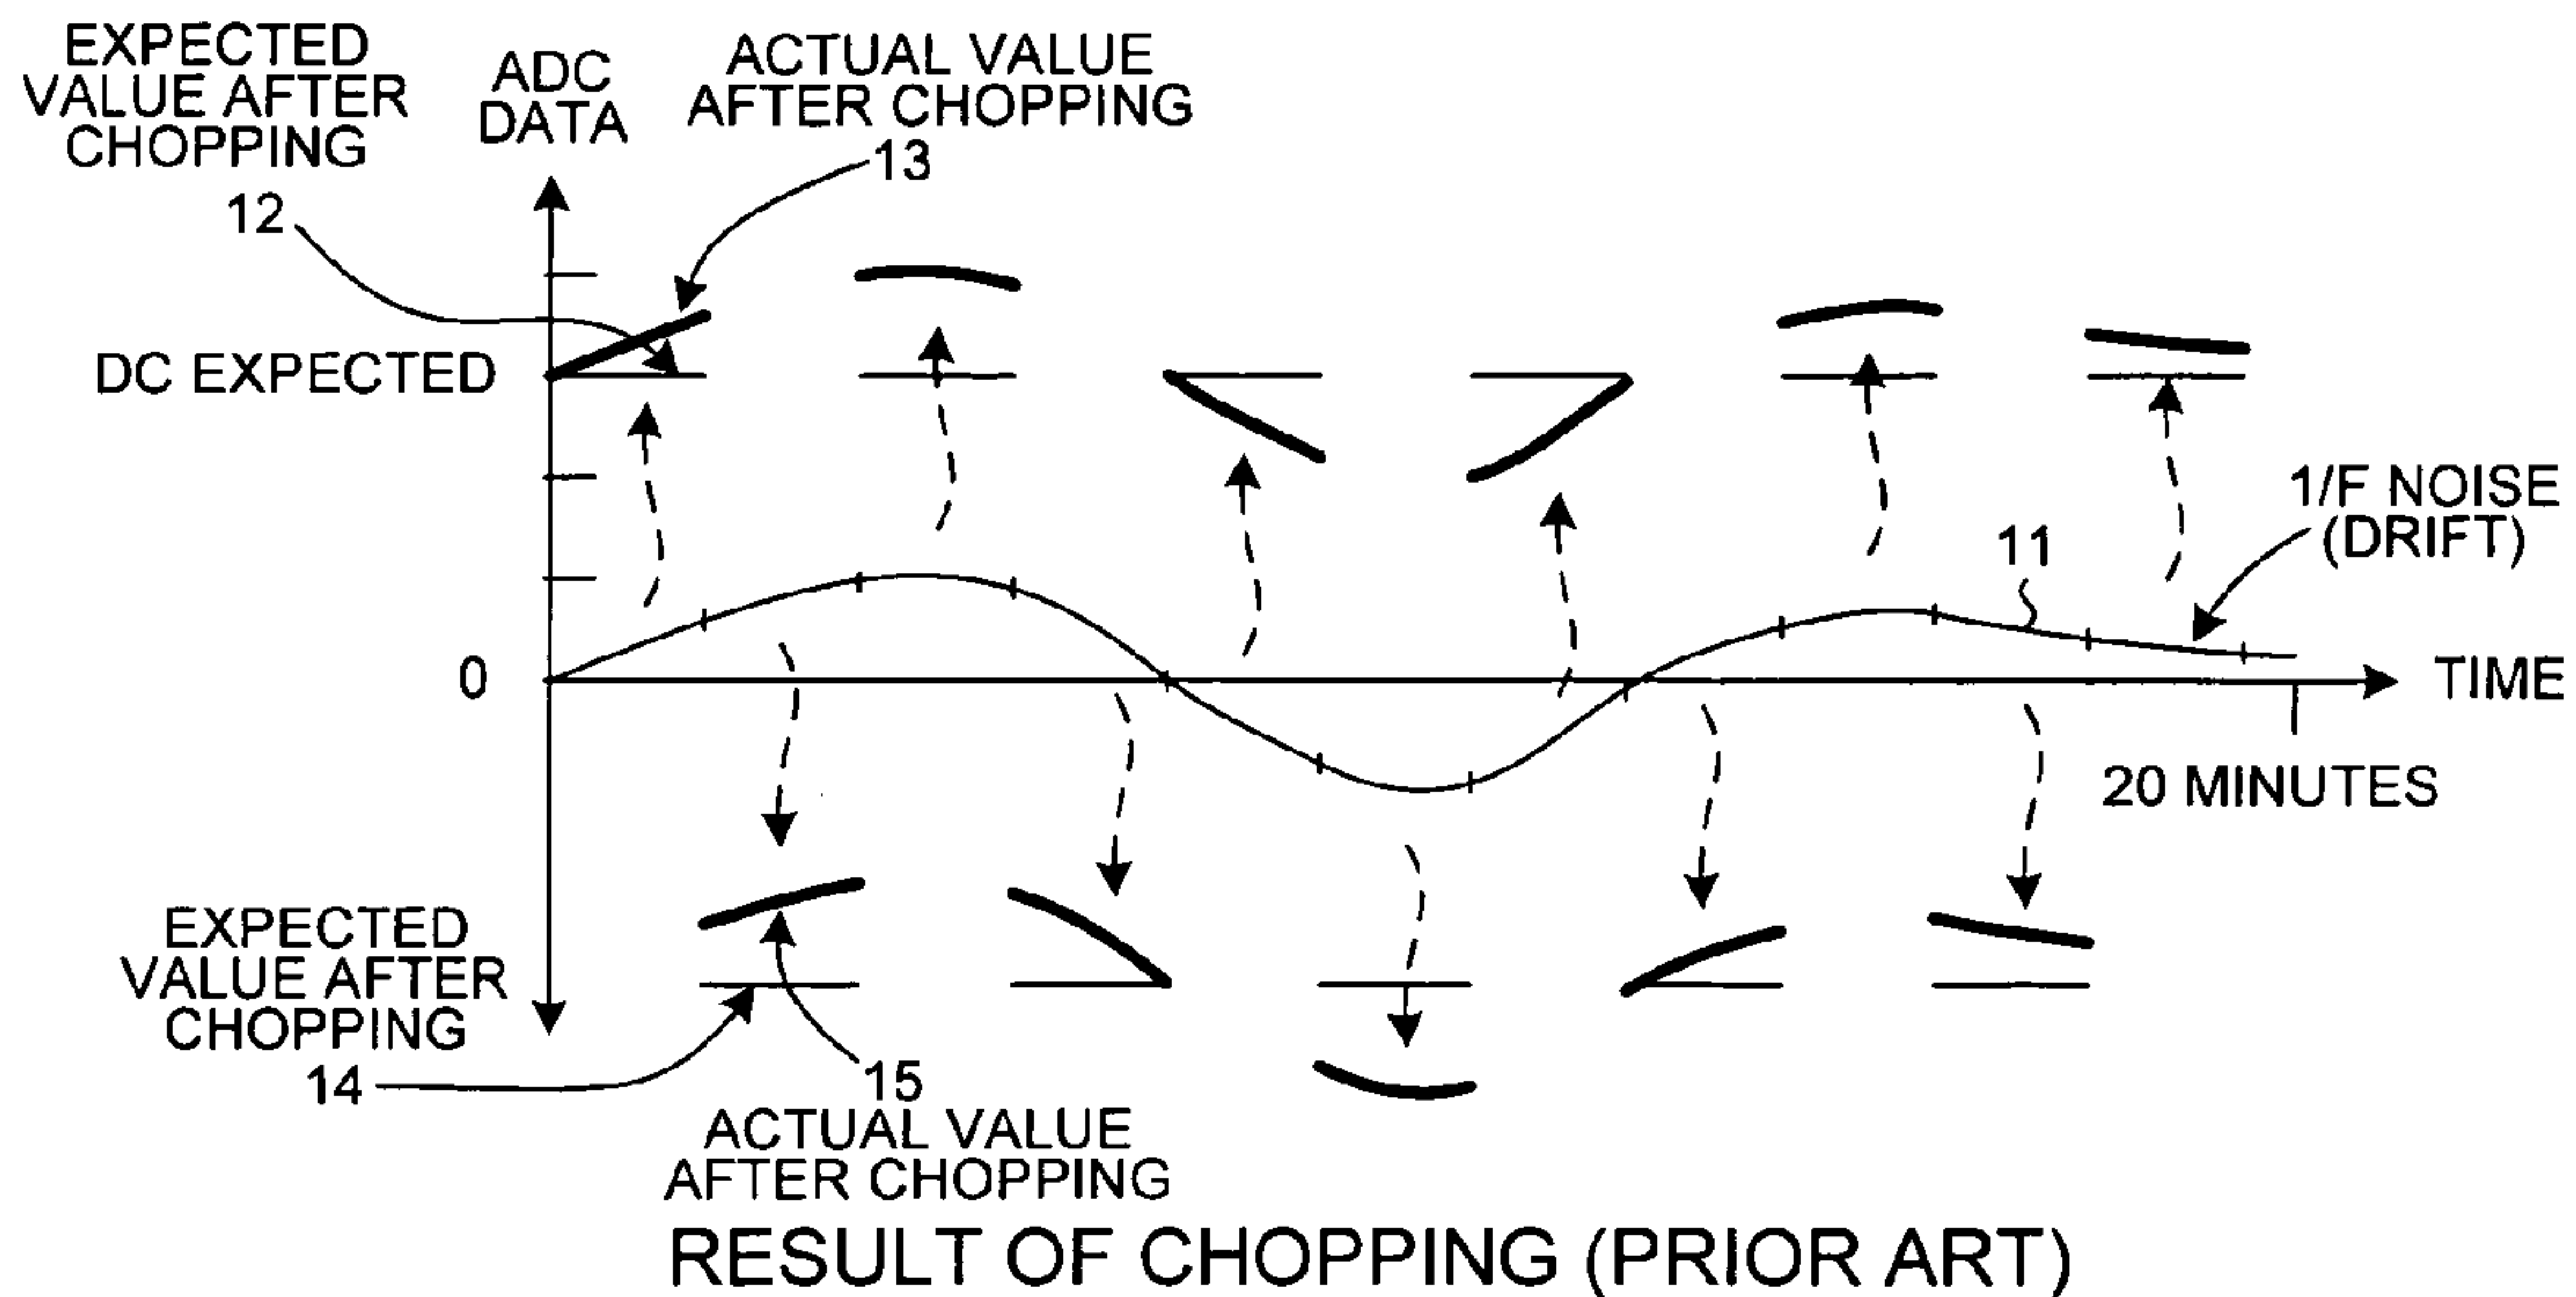 EXPECTED
VALUE AFTER
CHOPPING
12
ADC
DATA
ACTUAL VALUE
AFTER CHOPPING
13
DC EXPECTED
1/F NOISE
(DRIFT)
11
0
TIME
20 MINUTES
EXPECTED
VALUE AFTER
CHOPPING
14
15
ACTUAL VALUE
AFTER CHOPPING
RESULT OF CHOPPING (PRIOR ART)